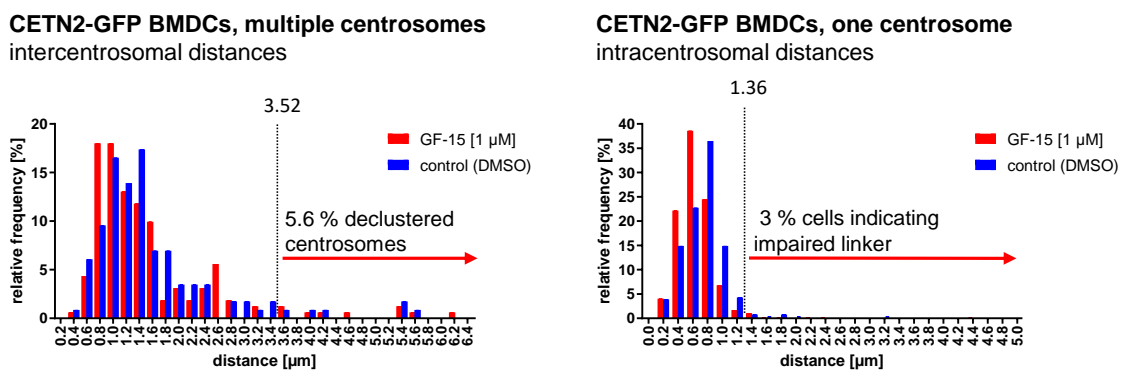 CETN2-GFP BMDCs, multiple centrosomes
intercentrosomal distances
3.52
20
15
10
5
0
relative frequency [%]
GF-15 [1 µM]
control (DMSO)
5.6 % declustered
centrosomes
0.2 0.4 0.6 0.8 1.0 1.2 1.4 1.6 1.8 2.0 2.2 2.4 2.6 2.8 3.0 3.2 3.4 3.6 3.8 4.0 4.2 4.4 4.6 4.8 5.0 5.2 5.4 5.6 5.8 6.0 6.2 6.4
distance [µm]
CETN2-GFP BMDCs, one centrosome
intracentrosomal distances
1.36
40
35
30
25
20
15
10
5
0
relative frequency [%]
GF-15 [1 µM]
control (DMSO)
3 % cells indicating
impaired linker
0.0 0.2 0.4 0.6 0.8 1.0 1.2 1.4 1.6 1.8 2.0 2.2 2.4 2.6 2.8 3.0 3.2 3.4 3.6 3.8 4.0 4.2 4.4 4.6 4.8 5.0
distance [µm]